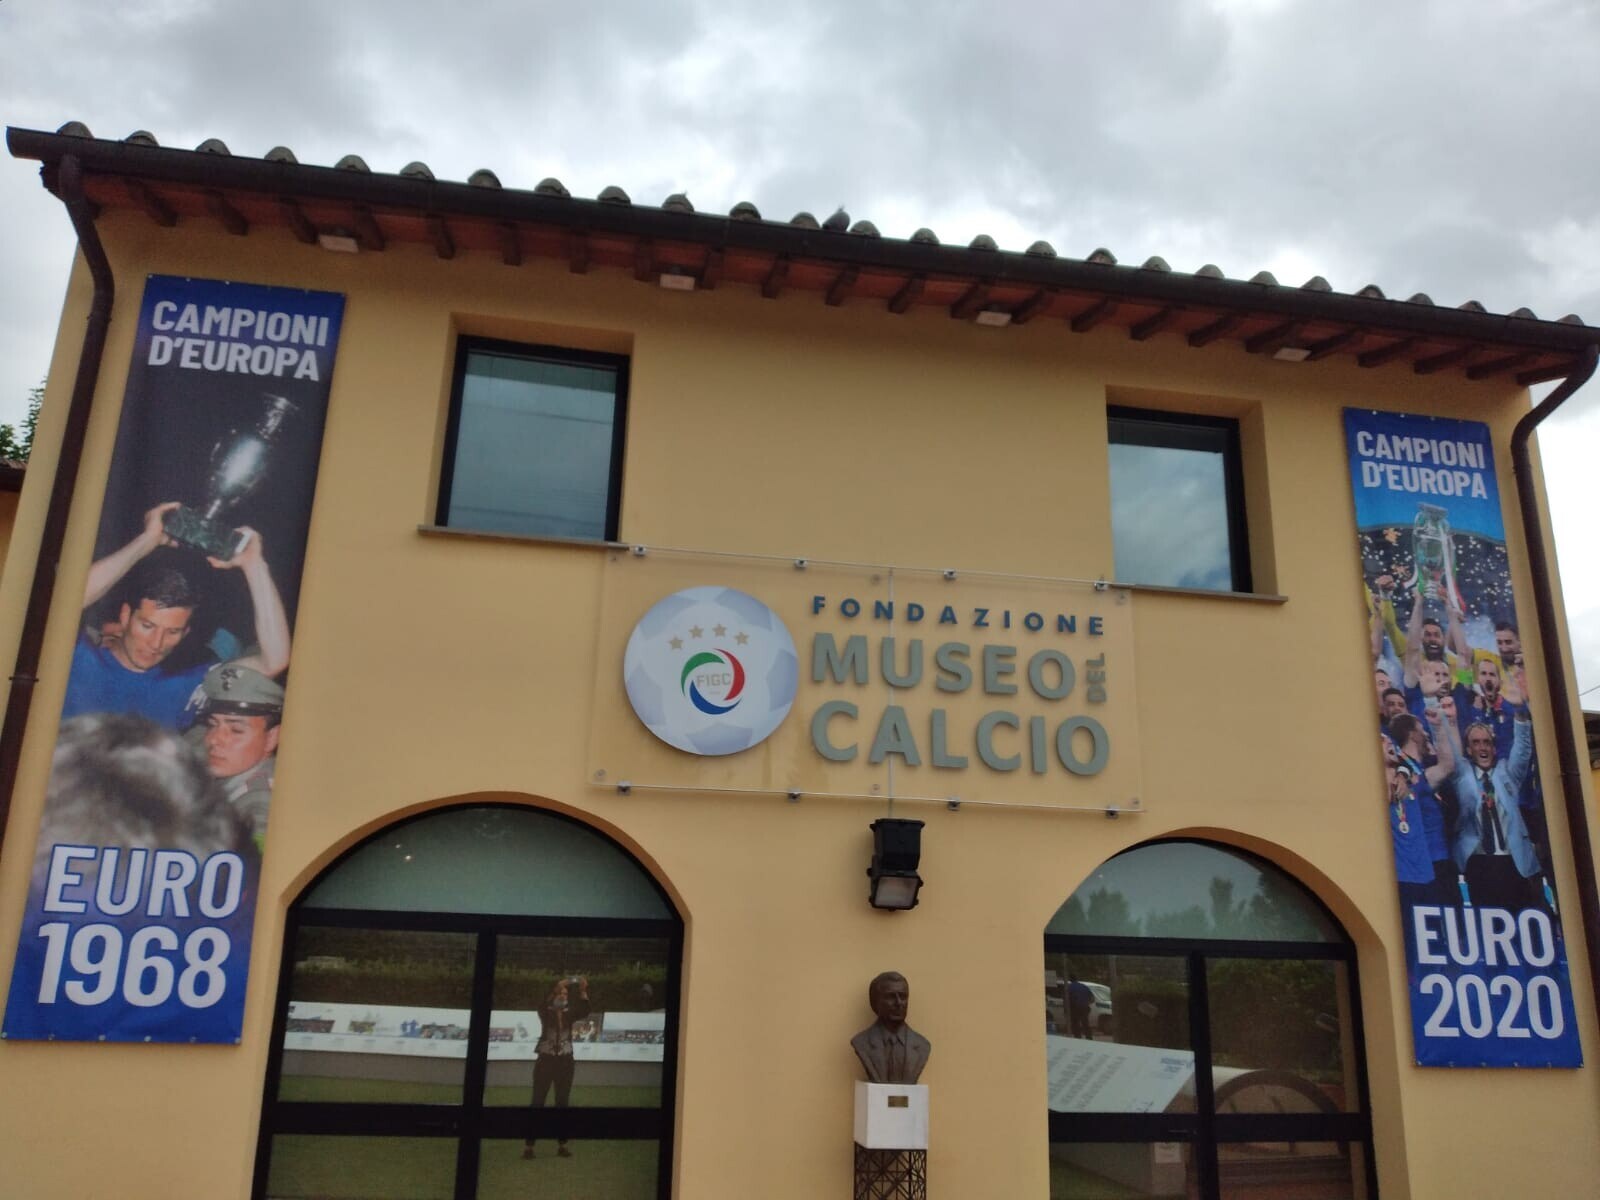 CAMPIONI
D'EUROPA
EURO
1968
FIGC
FONDAZIONE
MUSEO DEL
CALCIO
CAMPIONI
D'EUROPA
EURO
2020